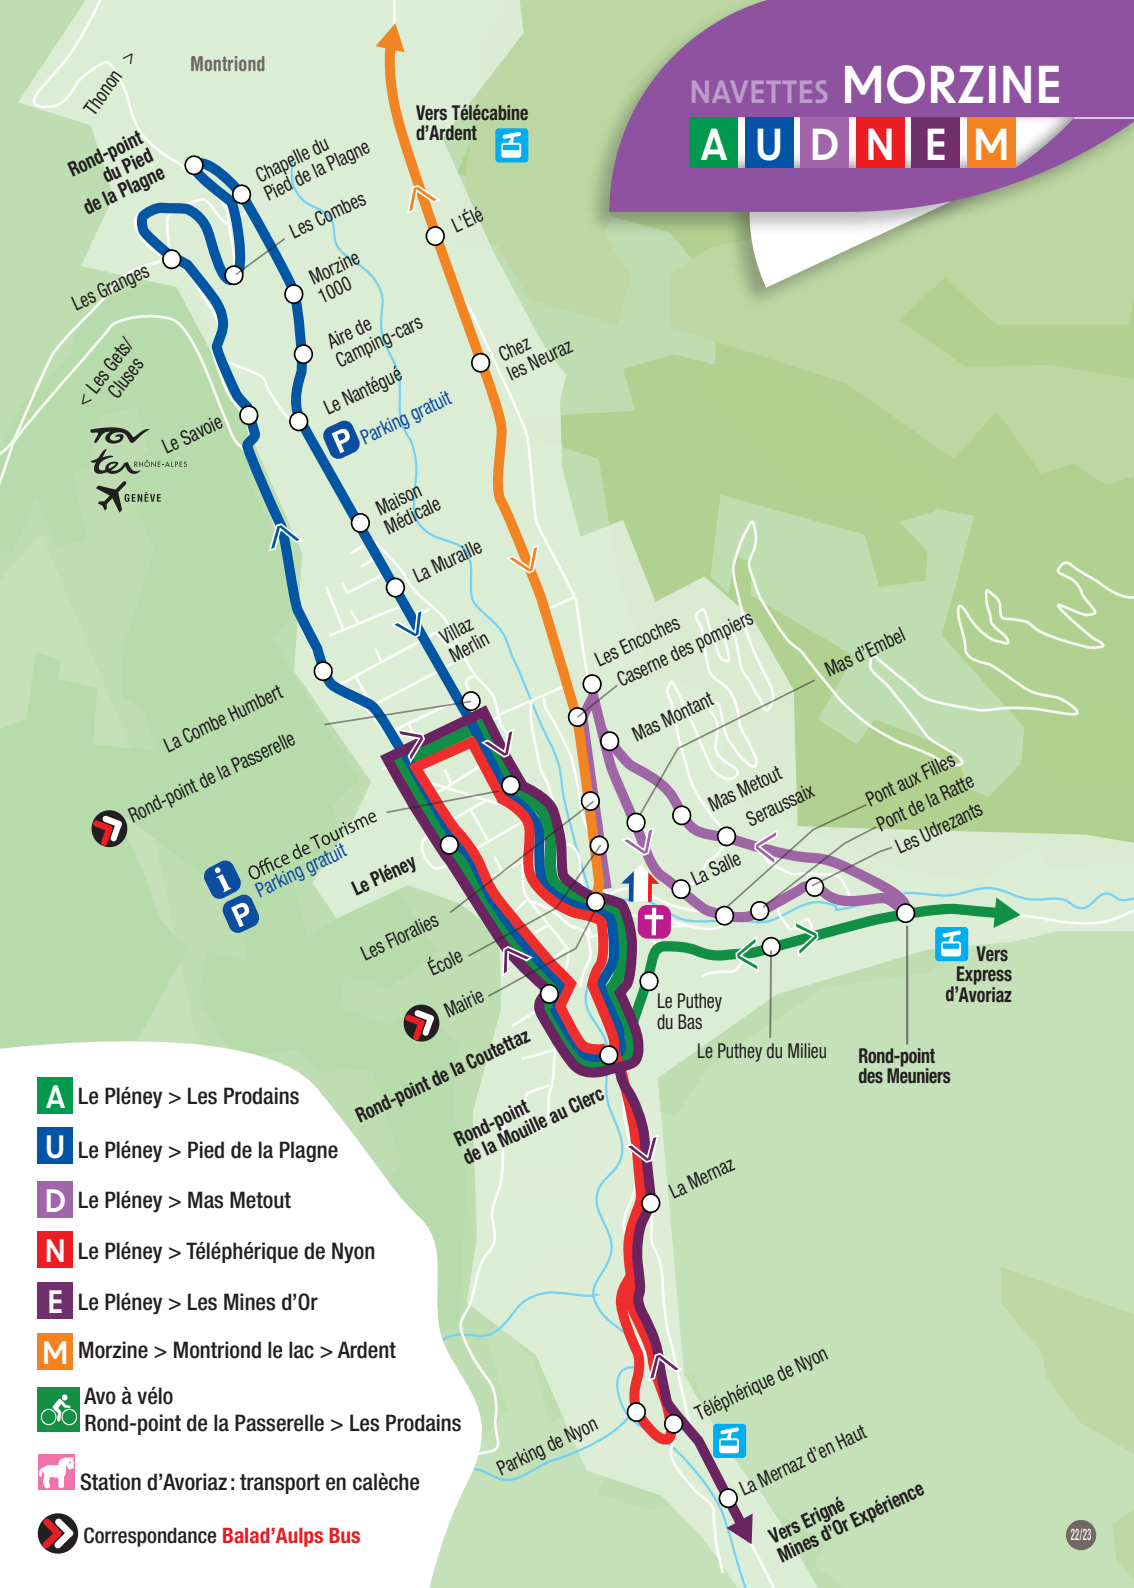 NAVETTES MORZINE
A U D N E M
Montriond
Thonon >
Vers Télécabine
d'Ardent
Rond-point
du Pied
de la Plagne
Chapelle du
Pied de la Plagne
Les Combes
L'Élé
Les Granges
Morzine
1000
Aire de
Camping-cars
Chez
les Neuraz
< Les Gets/
Cluses
Le Nantégué
P Parking gratuit
Le Savoie
TGV
ter RHÔNE-ALPES
GENÈVE
Maison
Médicale
La Muraille
Villaz
Merlin
Les Encoches
Caserne des pompiers
Mas d'Embel
Mas Montant
La Combe Humbert
Rond-point de la Passerelle
Mas Metout
Seraussaix
Pont aux Filles
Pont de la Ratte
Les Udrezants
Office de Tourisme
i
Parking gratuit
P
Le Pléney
La Salle
Les Floralies
École
Mairie
Vers
Express
d'Avoriaz
Le Puthey
du Bas
Le Puthey du Milieu
Rond-point
des Meuniers
Rond-point de la Coutettaz
Rond-point
de la Mouille au Clerc
La Mernaz
Téléphérique de Nyon
Parking de Nyon
La Mernaz d'en Haut
Vers Erigné
Mines d'Or Expérience
A Le Pléney > Les Prodains
U Le Pléney > Pied de la Plagne
D Le Pléney > Mas Metout
N Le Pléney > Téléphérique de Nyon
E Le Pléney > Les Mines d'Or
M Morzine > Montriond le lac > Ardent
Avo à vélo
Rond-point de la Passerelle > Les Prodains
Station d'Avoriaz : transport en calèche
Correspondance Balad'Aulps Bus
22/23